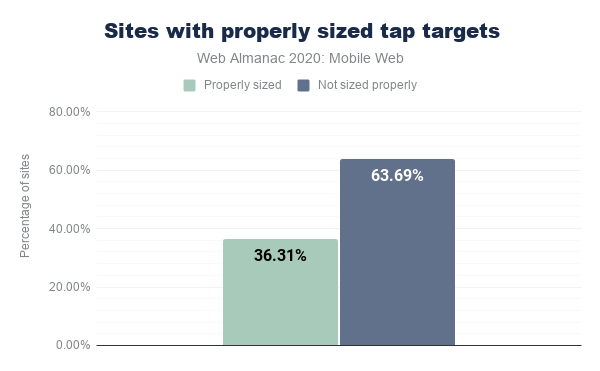 Sites with properly sized tap targets
Web Almanac 2020: Mobile Web
Properly sized Not sized properly
Percentage of sites
80.00%
60.00%
40.00%
20.00%
0.00%
36.31%
63.69%